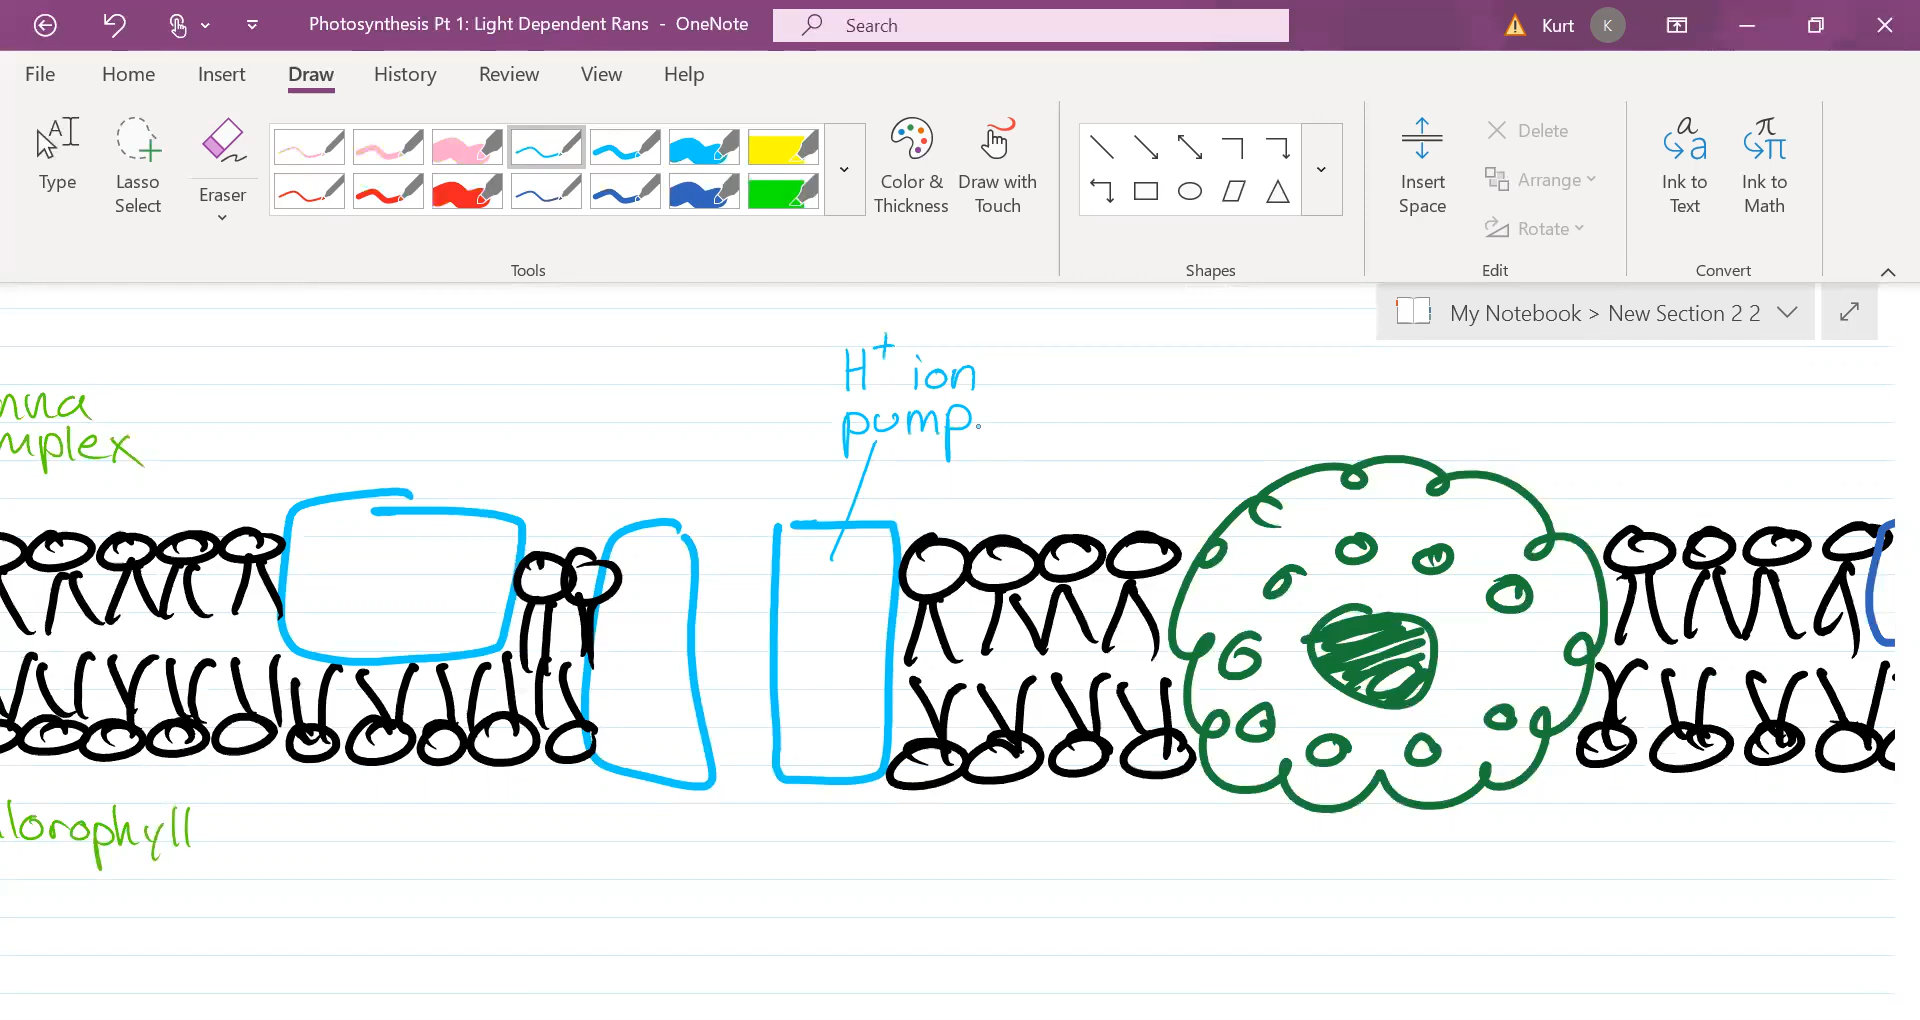 Photosynthesis Pt 1: Light Dependent Rans - OneNote
Search
Kurt
K
File Home Insert Draw History Review View Help
Type
Lasso Select
Eraser
Color & Thickness
Draw with Touch
Insert Space
Delete
Arrange
Rotate
Ink to Text
Ink to Math
Tools
Shapes
Edit
Convert
My Notebook > New Section 2 2
H+ ion
pump.
nna
mplex
lorophyll